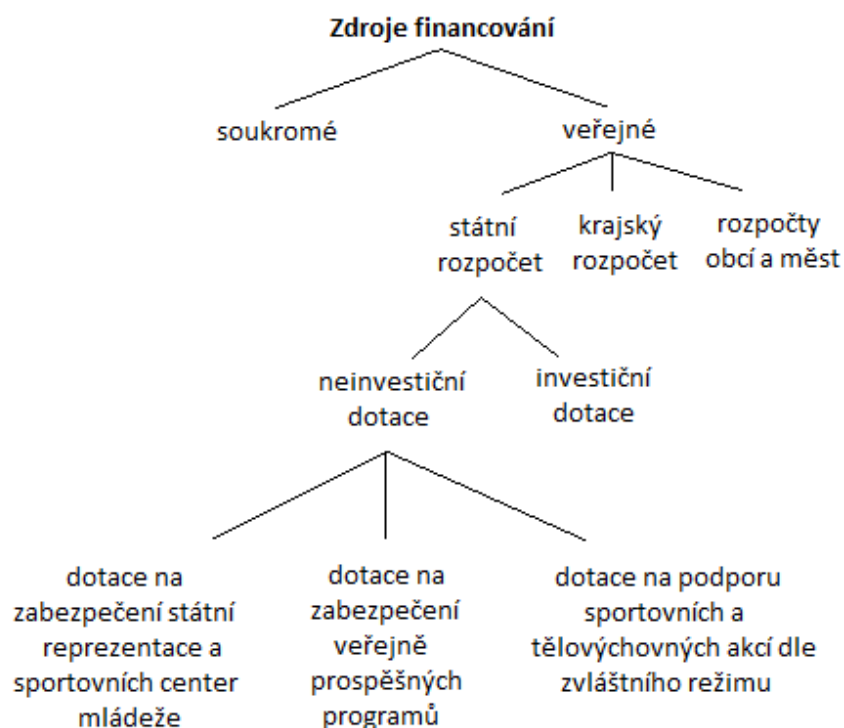 Zdroje financování
soukromé
veřejné
státní
rozpočet
krajský
rozpočet
rozpočty
obcí a měst
neinvestiční
dotace
investiční
dotace
dotace na
zabezpečení státní
reprezentace a
sportovních center
mládeže
dotace na
zabezpečení
veřejně
prospěšných
programů
dotace na podporu
sportovních a
tělovýchovných akcí dle
zvláštního režimu